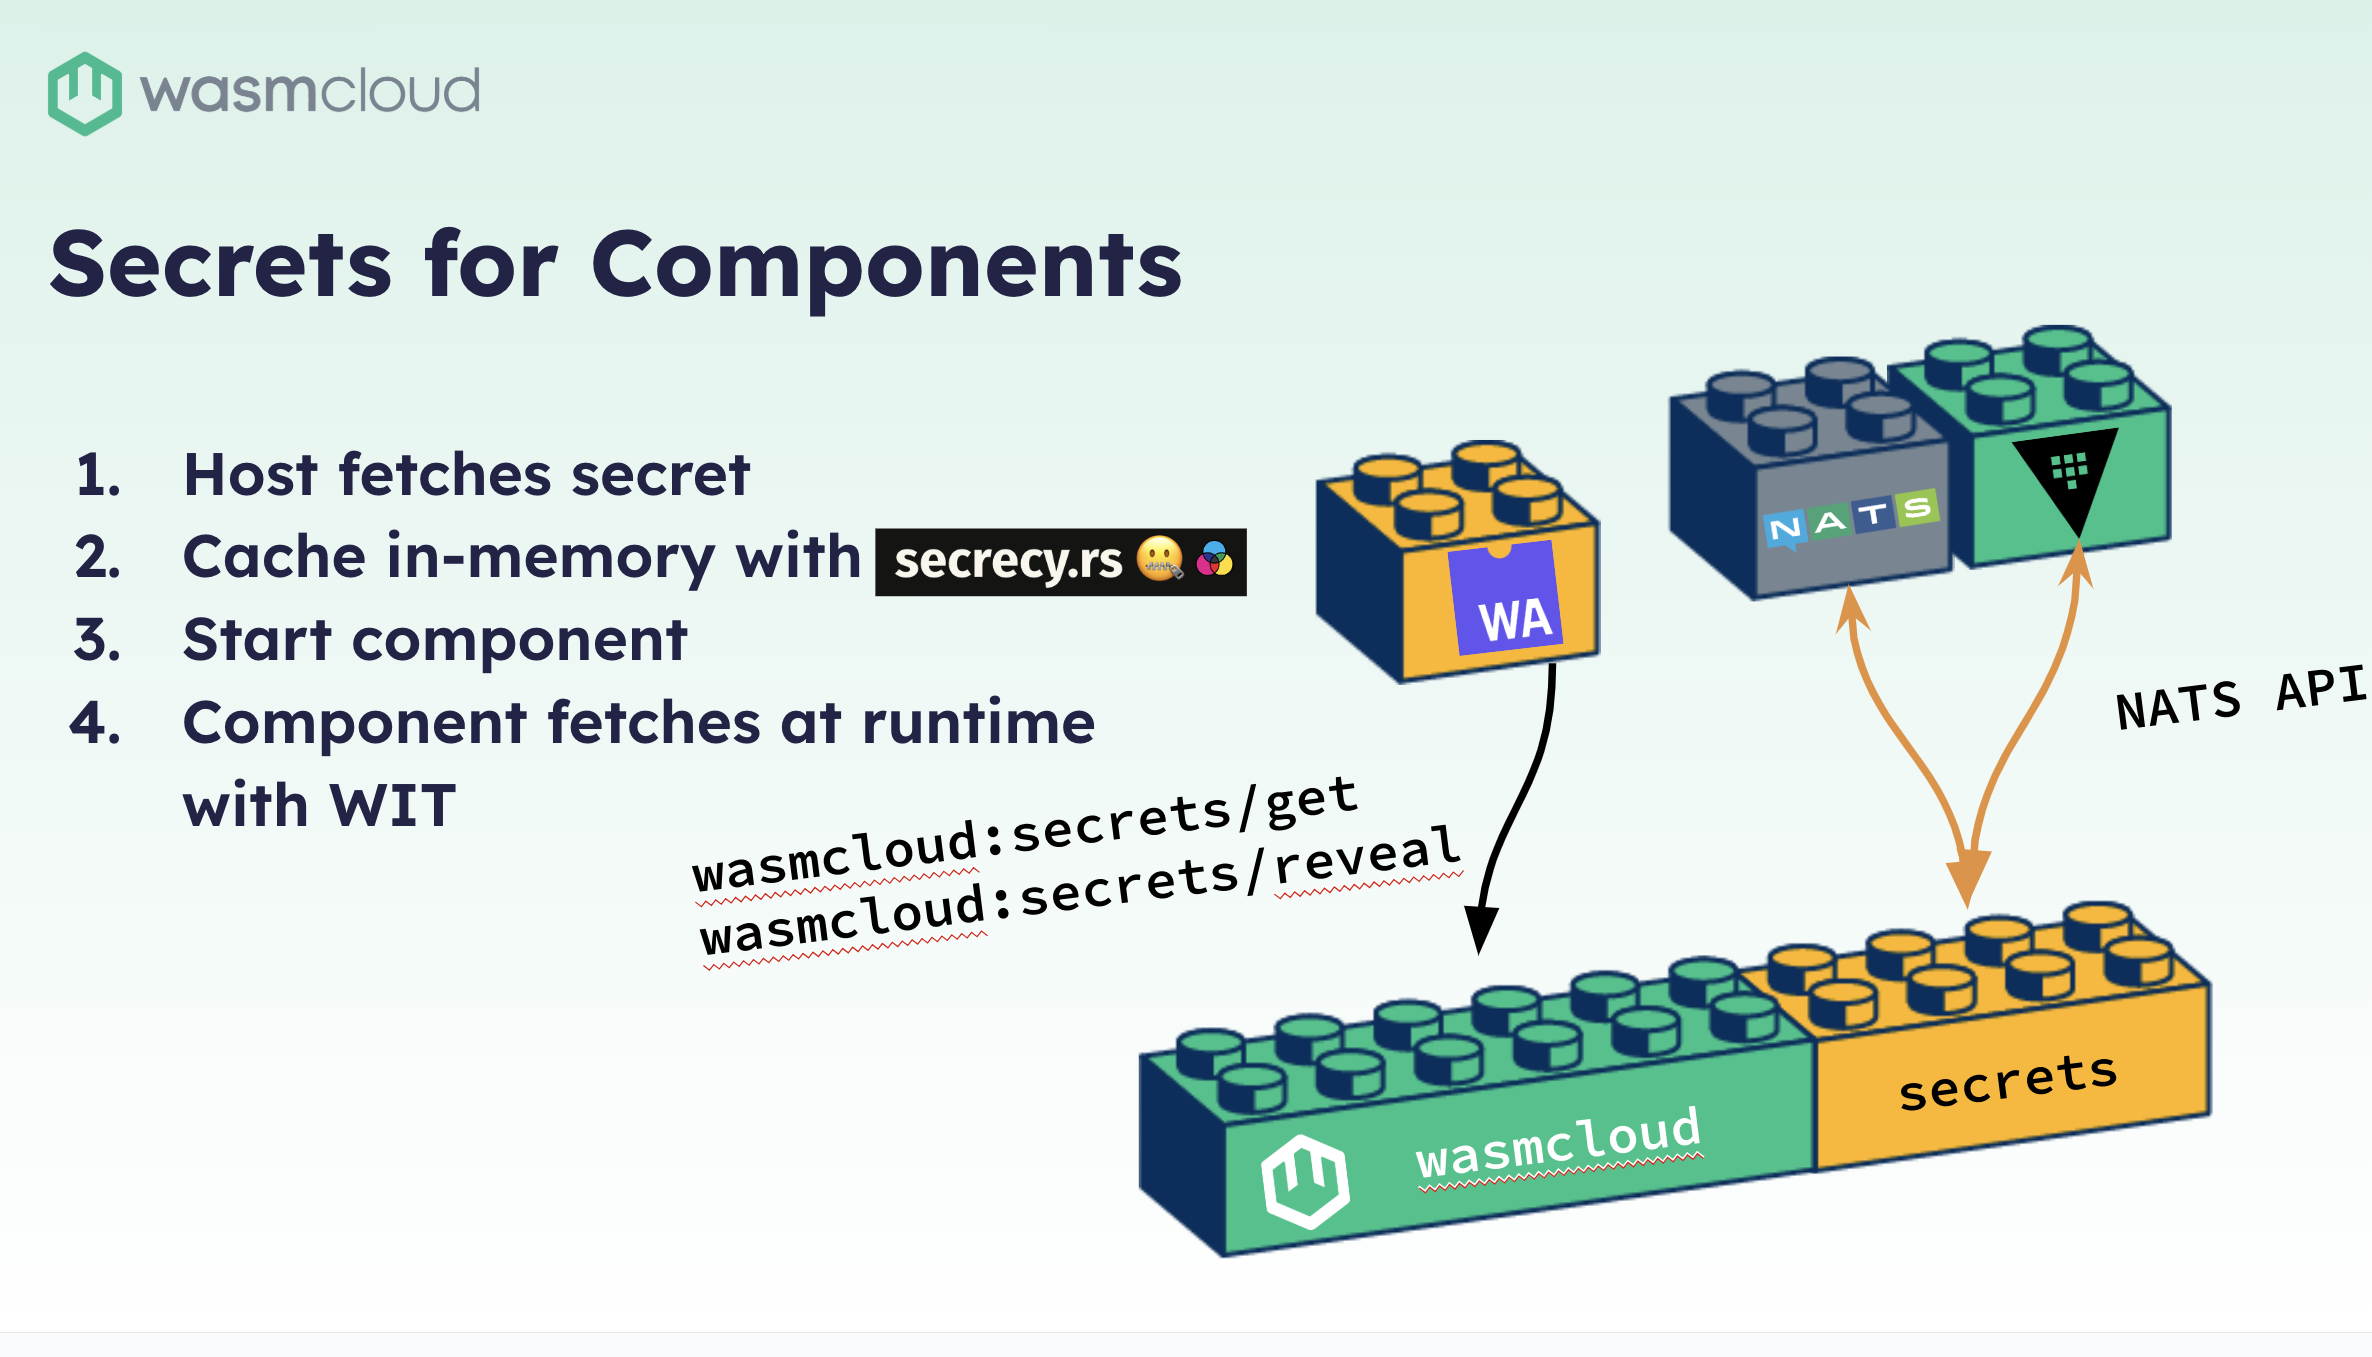 wasmcloud
Secrets for Components
1. Host fetches secret
2. Cache in-memory with secrecy.rs 🤐
3. Start component
4. Component fetches at runtime
with WIT
wasmcloud:secrets/get
wasmcloud:secrets/reveal
WA
NATS
NATS API
wasmcloud
secrets